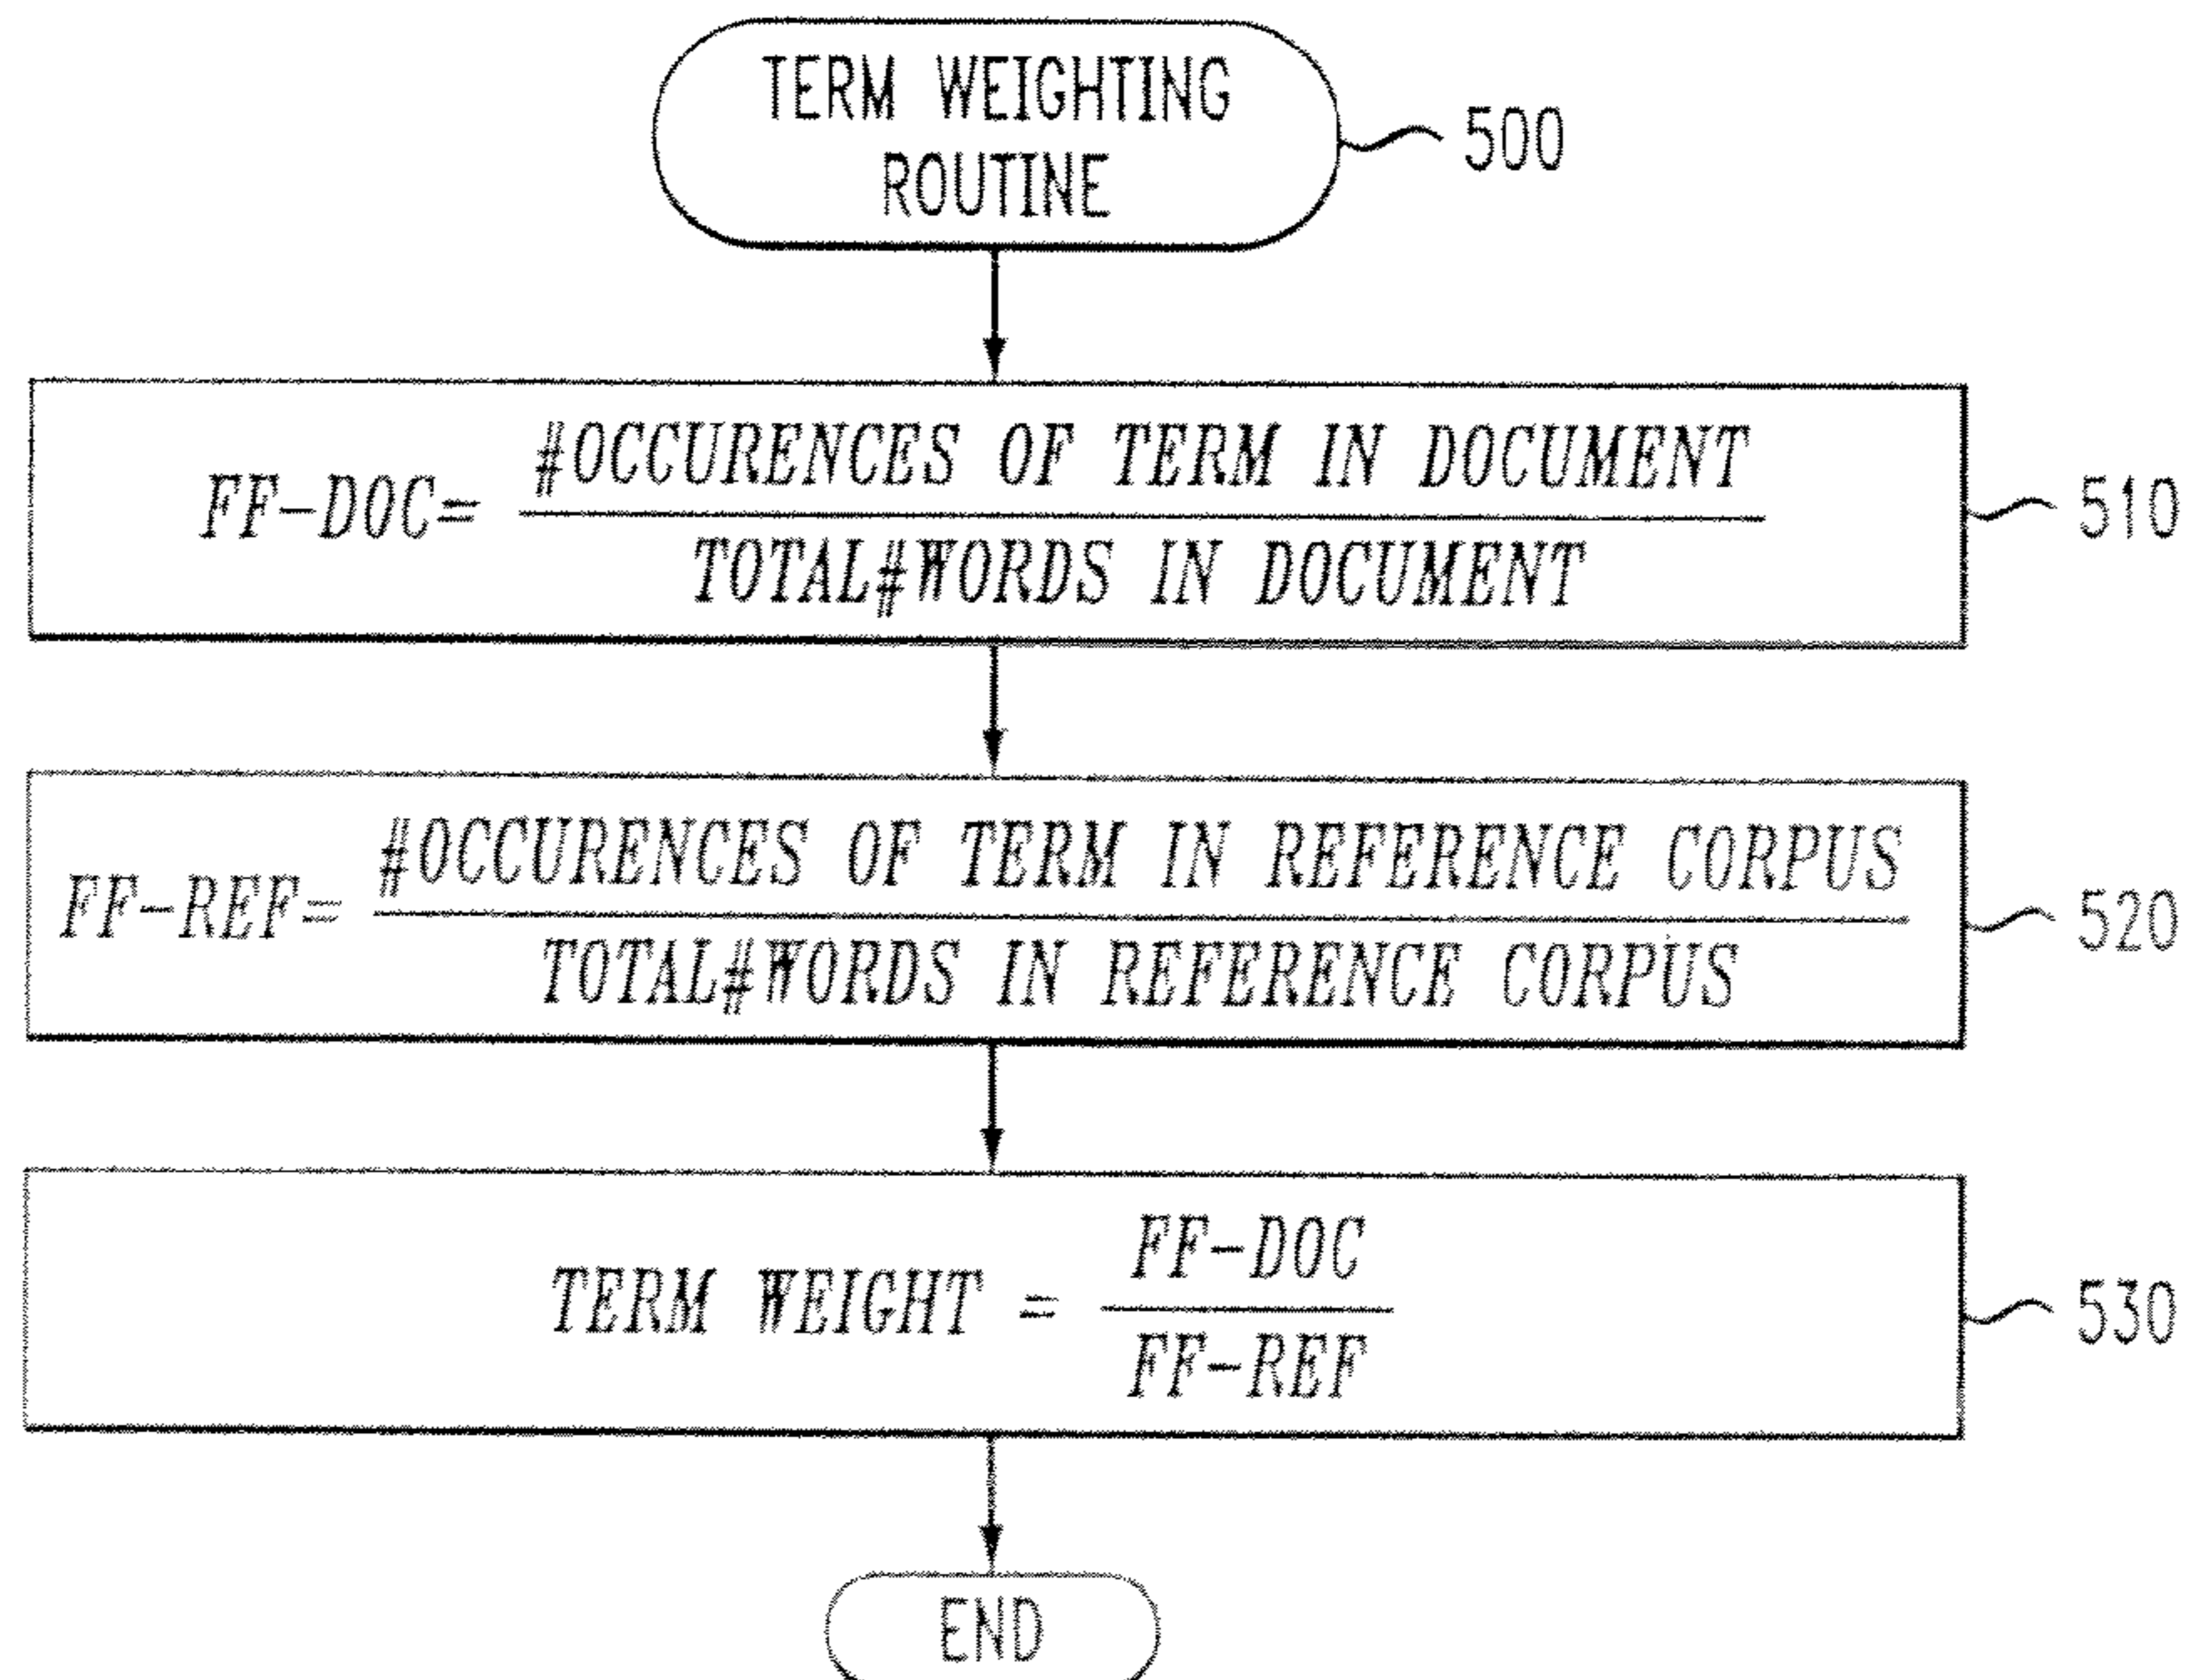 TERM WEIGHTING
ROUTINE
500
#OCCURENCES OF TERM IN DOCUMENT
FF-DOC=
TOTAL#WORDS IN DOCUMENT
510
#OCCURENCES OF TERM IN REFERENCE CORPUS
FF-REF=
TOTAL#WORDS IN REFERENCE CORPUS
520
FF-DOC
TERM WEIGHT =
FF-REF
530
END